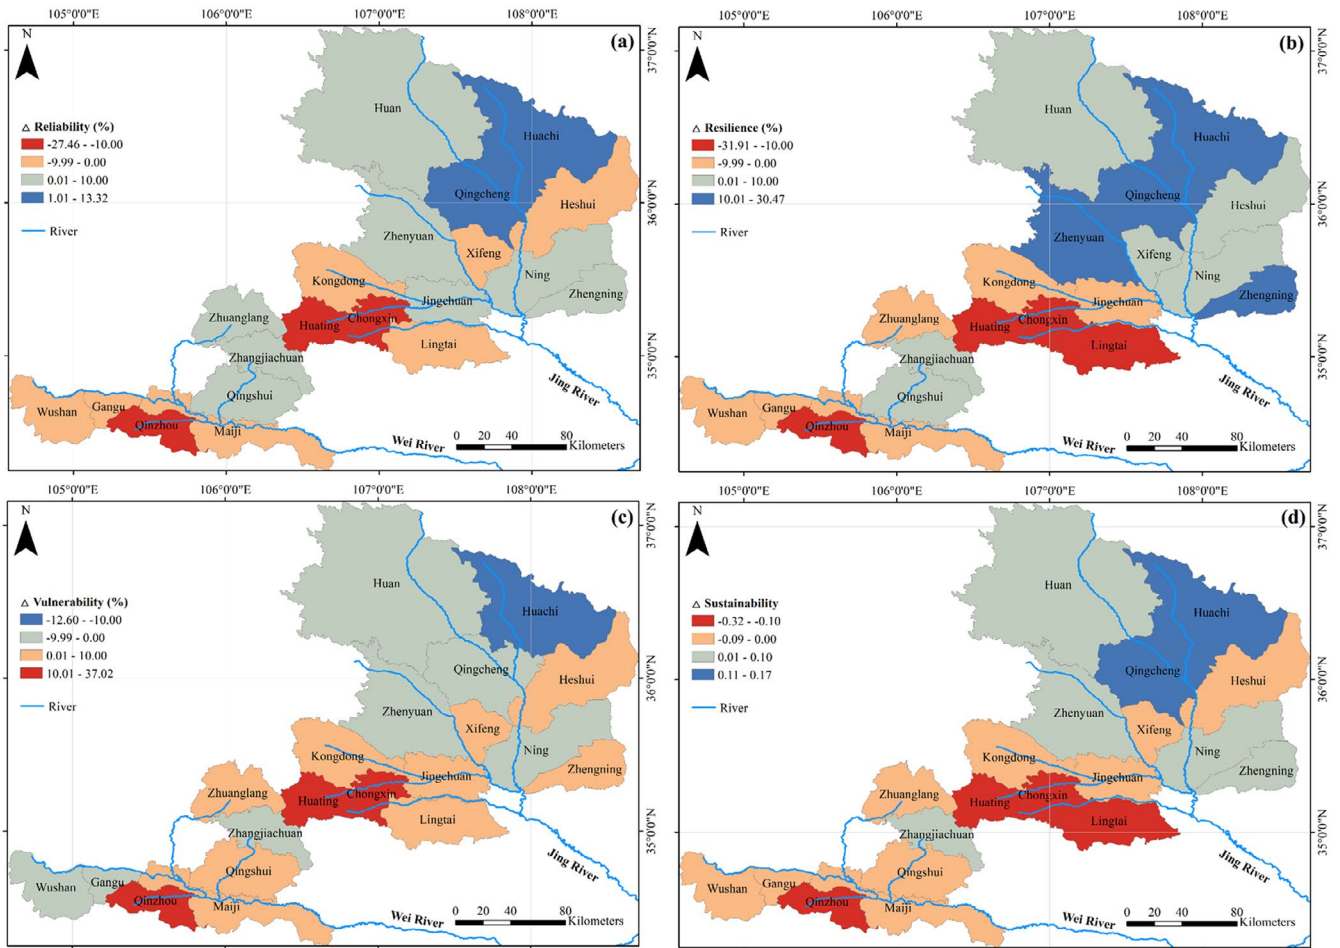 105°0'0"E 106°0'0"E 107°0'0"E 108°0'0"E
N
(a)
37°0'0"N
Huan
Huachi
△ Reliability (%)
-27.46 - -10.00
-9.99 - 0.00
0.01 - 10.00
1.01 - 13.32
River
Qingcheng
Heshui
36°0'0"N
Zhenyuan
Xifeng
Ning
Kongdong
Jingchuan
Zhengning
Zhuanglang
Huating
Chongxin
Lingtai
Zhangjiachuan
35°0'0"N
Qingshui
Jing River
Wushan
Gangu
Qinzhou
Maiji
Wei River
0 20 40 80
Kilometers
105°0'0"E 106°0'0"E 107°0'0"E 108°0'0"E
N
(b)
37°0'0"N
Huan
Huachi
△ Resilience (%)
-31.91 - -10.00
-9.99 - 0.00
0.01 - 10.00
10.01 - 30.47
River
Qingcheng
Heshui
36°0'0"N
Zhenyuan
Xifeng
Ning
Kongdong
Jingchuan
Zhengning
Zhuanglang
Huating
Chongxin
Lingtai
Zhangjiachuan
35°0'0"N
Qingshui
Jing River
Wushan
Gangu
Qinzhou
Maiji
Wei River
0 20 40 80
Kilometers
105°0'0"E 106°0'0"E 107°0'0"E 108°0'0"E
N
(c)
37°0'0"N
Huan
Huachi
△ Vulnerability (%)
-12.60 - -10.00
-9.99 - 0.00
0.01 - 10.00
10.01 - 37.02
River
Qingcheng
Heshui
36°0'0"N
Zhenyuan
Xifeng
Ning
Kongdong
Jingchuan
Zhengning
Zhuanglang
Huating
Chongxin
Lingtai
Zhangjiachuan
35°0'0"N
Qingshui
Jing River
Wushan
Gangu
Qinzhou
Maiji
Wei River
0 20 40 80
Kilometers
105°0'0"E 106°0'0"E 107°0'0"E 108°0'0"E
N
(d)
37°0'0"N
Huan
Huachi
△ Sustainability
-0.32 - -0.10
-0.09 - 0.00
0.01 - 0.10
0.11 - 0.17
River
Qingcheng
Heshui
36°0'0"N
Zhenyuan
Xifeng
Ning
Kongdong
Jingchuan
Zhengning
Zhuanglang
Huating
Chongxin
Lingtai
Zhangjiachuan
35°0'0"N
Qingshui
Jing River
Wushan
Gangu
Qinzhou
Maiji
Wei River
0 20 40 80
Kilometers